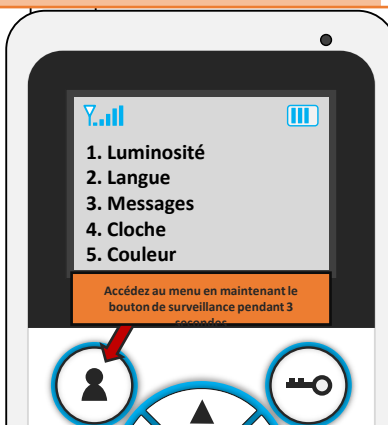 1. Luminosité
2. Langue
3. Messages
4. Cloche
5. Couleur
Accédez au menu en maintenant le
bouton de surveillance pendant 3
secondes